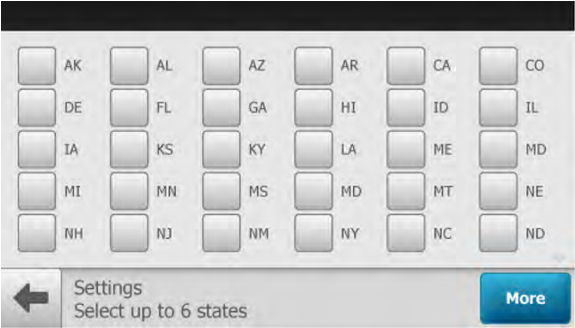 AK AL AZ AR CA CO
DE FL GA HI ID IL
IA KS KY LA ME MD
MI MN MS MD MT NE
NH NJ NM NY NC ND
Settings
Select up to 6 states
More